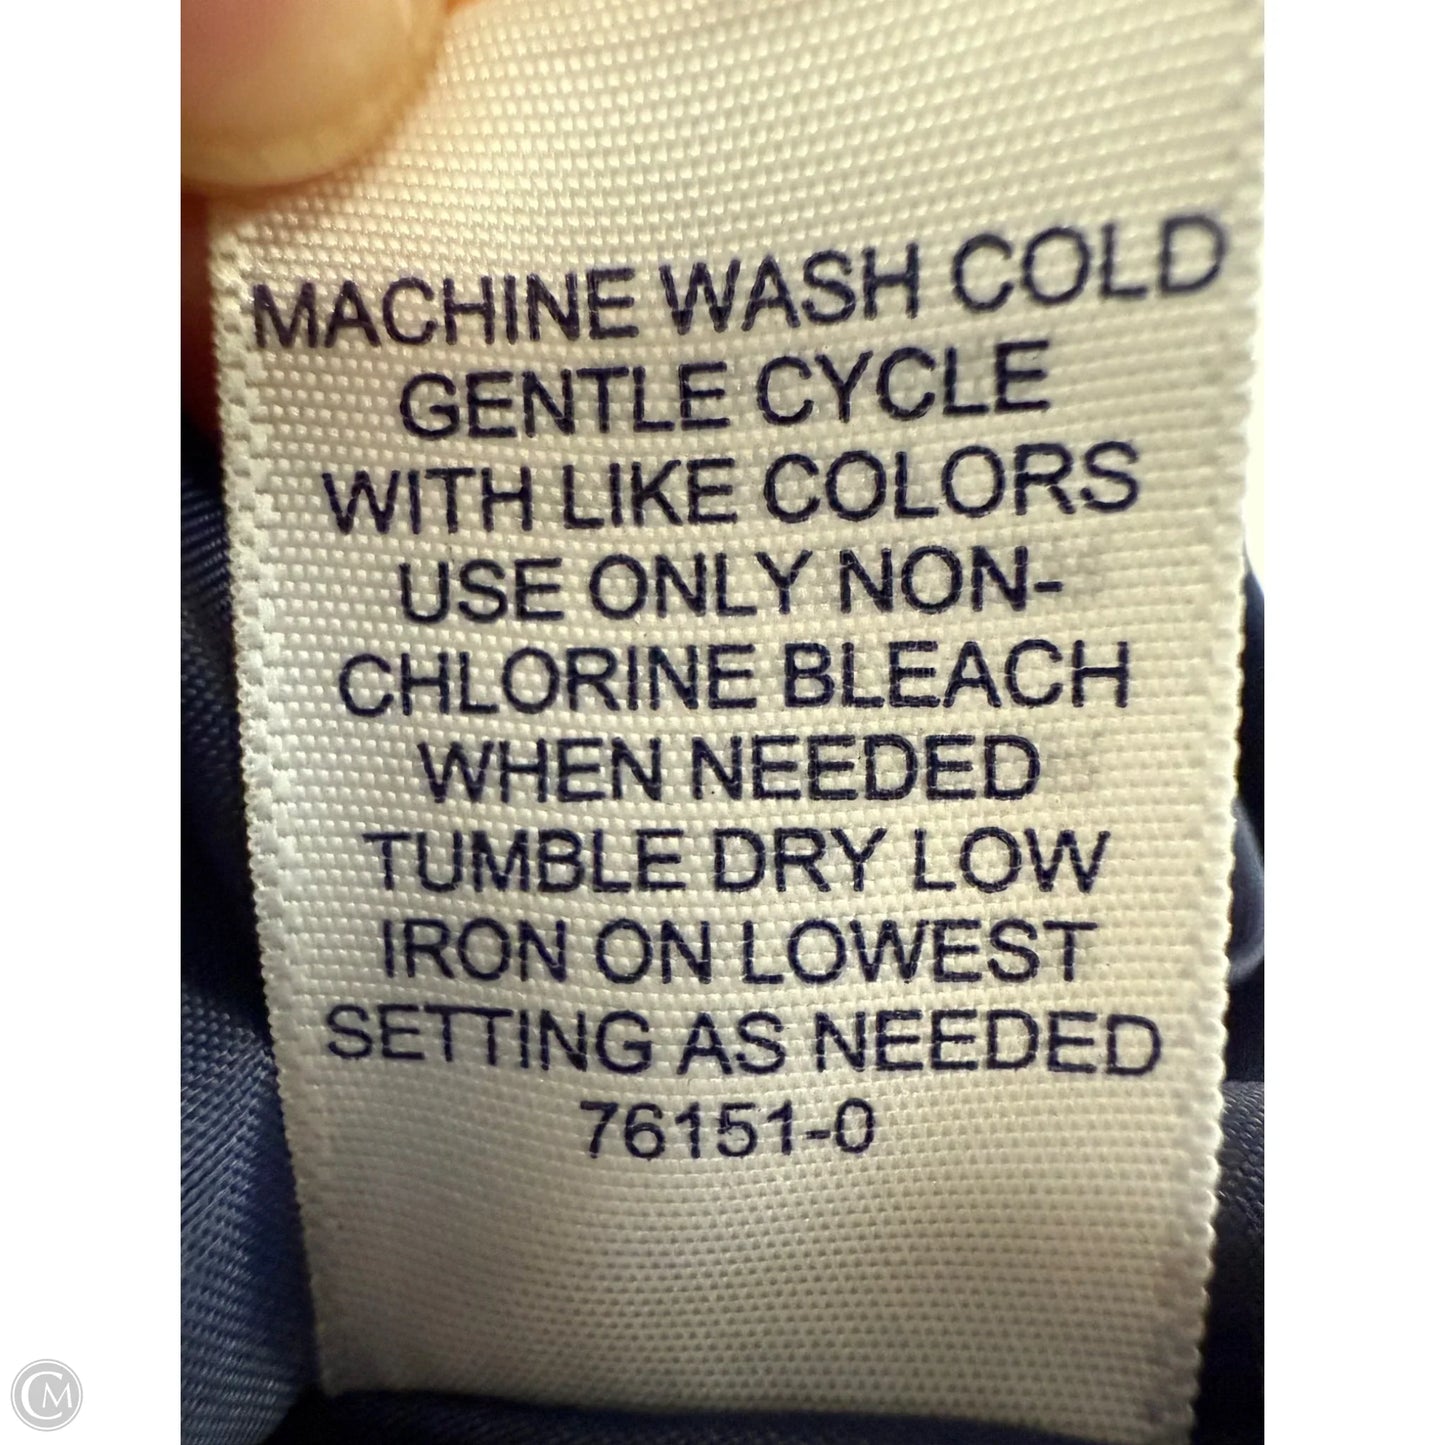 MACHINE WASH COLD
GENTLE CYCLE
WITH LIKE COLORS
USE ONLY NON-
CHLORINE BLEACH
WHEN NEEDED
TUMBLE DRY LOW
IRON ON LOWEST
SETTING AS NEEDED
76151-0
CM